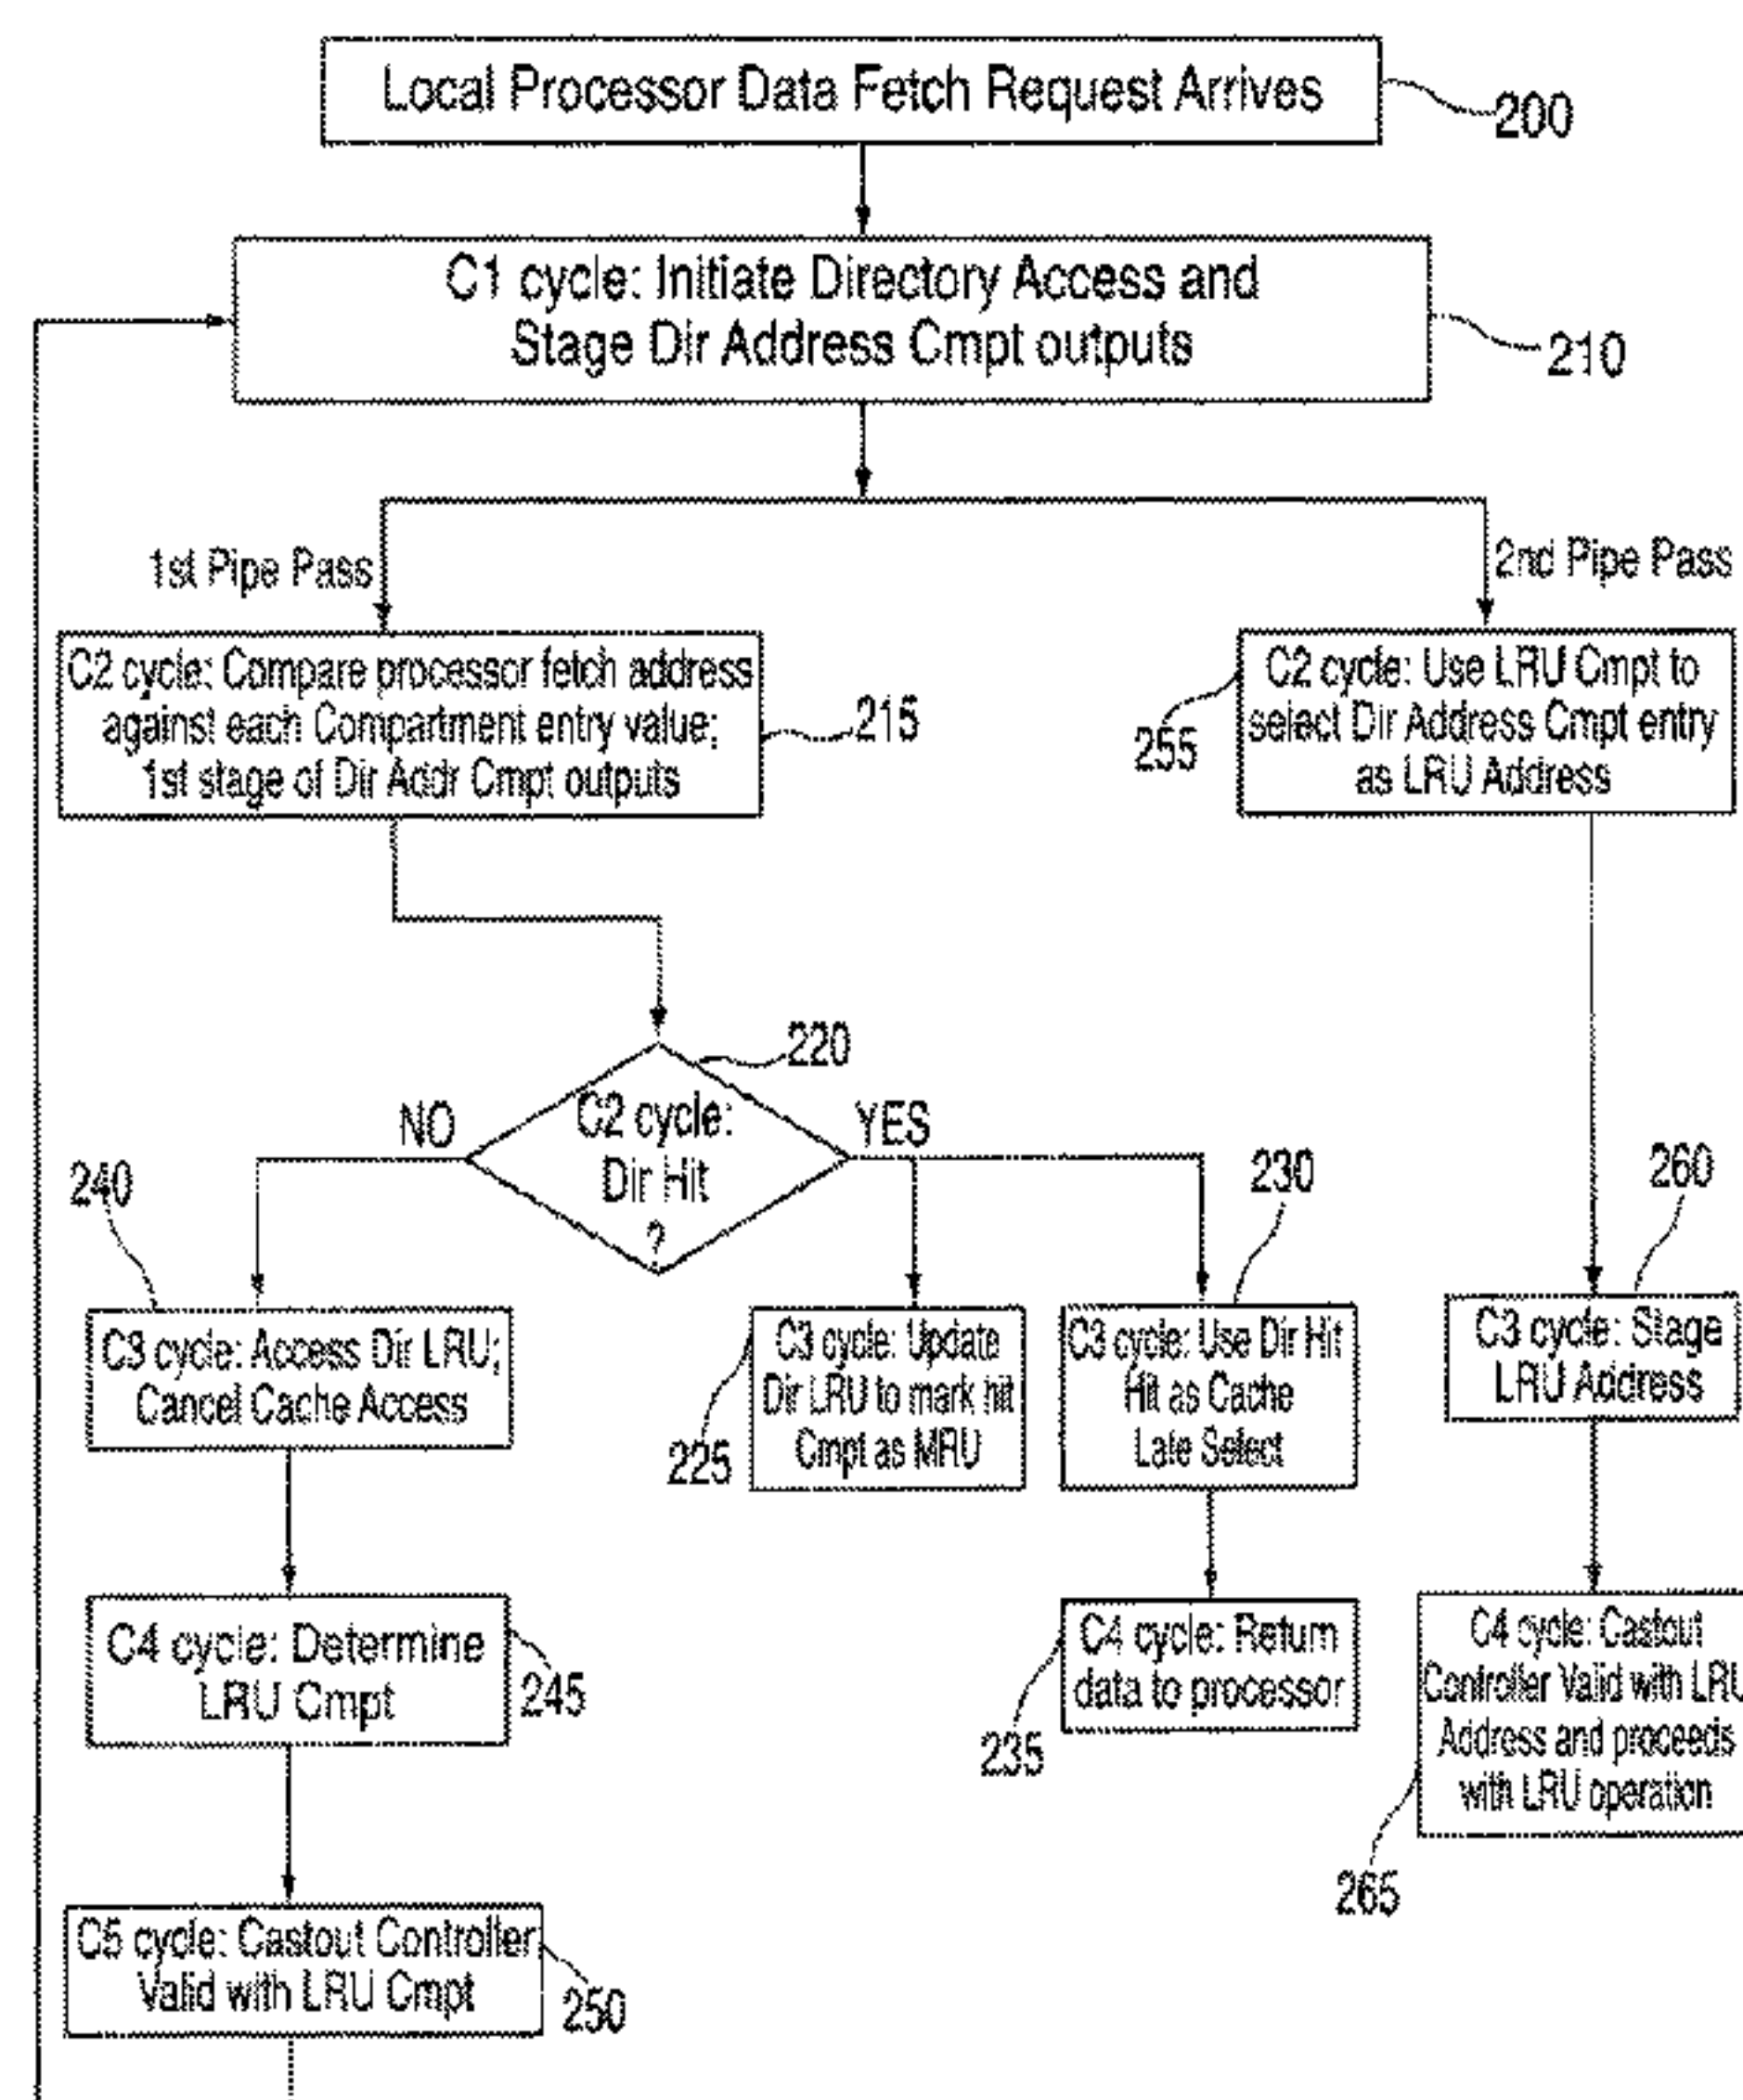 Local Processor Data Fetch Request Arrives
200
C1 cycle: Initiate Directory Access and
Stage Dir Address Cmpt outputs
210
1st Pipe Pass
2nd Pipe Pass
C2 cycle: Compare processor fetch address
against each Compartment entry value;
1st stage of Dir Addr Cmpt outputs
215
255
C2 cycle: Use LRU Cmpt to
select Dir Address Cmpt entry
as LRU Address
220
C2 cycle:
Dir Hit
?
NO
YES
240
230
260
C3 cycle: Access Dir LRU;
Cancel Cache Access
C3 cycle: Update
Dir LRU to mark hit
Cmpt as MRU
225
C3 cycle: Use Dir Hit
Hit as Cache
Late Select
C3 cycle: Stage
LRU Address
C4 cycle: Determine
LRU Cmpt
245
C4 cycle: Return
data to processor
235
C4 cycle: Castout
Controller Valid with LRU
Address and proceeds
with LRU operation
265
C5 cycle: Castout Controller
Valid with LRU Cmpt
250